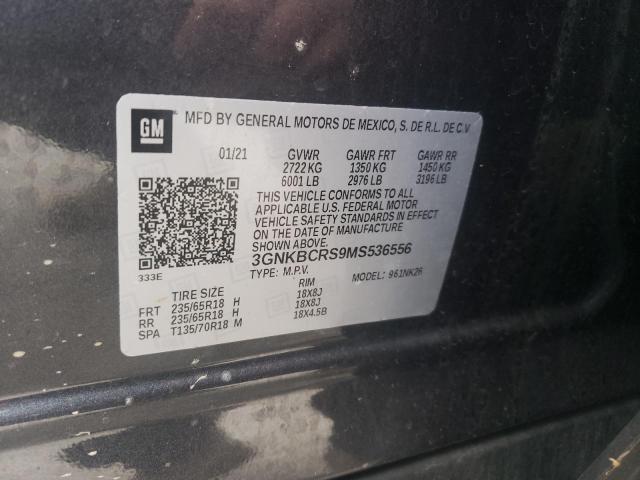 GM MFD BY GENERAL MOTORS DE MEXICO, S. DE R.L. DE C.V
01/21 GVWR GAWR FRT GAWR RR
2722 KG 1350 KG 1450 KG
6001 LB 2976 LB 3196 LB
THIS VEHICLE CONFORMS TO ALL
APPLICABLE U.S. FEDERAL MOTOR
VEHICLE SAFETY STANDARDS IN EFFECT
ON THE DATE OF MANUFACTURE
SHOWN ABOVE.
333E 3GNKBCRS9MS536556
TYPE: M.P.V. MODEL: 961NK26
TIRE SIZE RIM
FRT 235/65R18 H 18X8J
RR 235/65R18 H 18X8J
SPA T135/70R18 M 18X4.5B